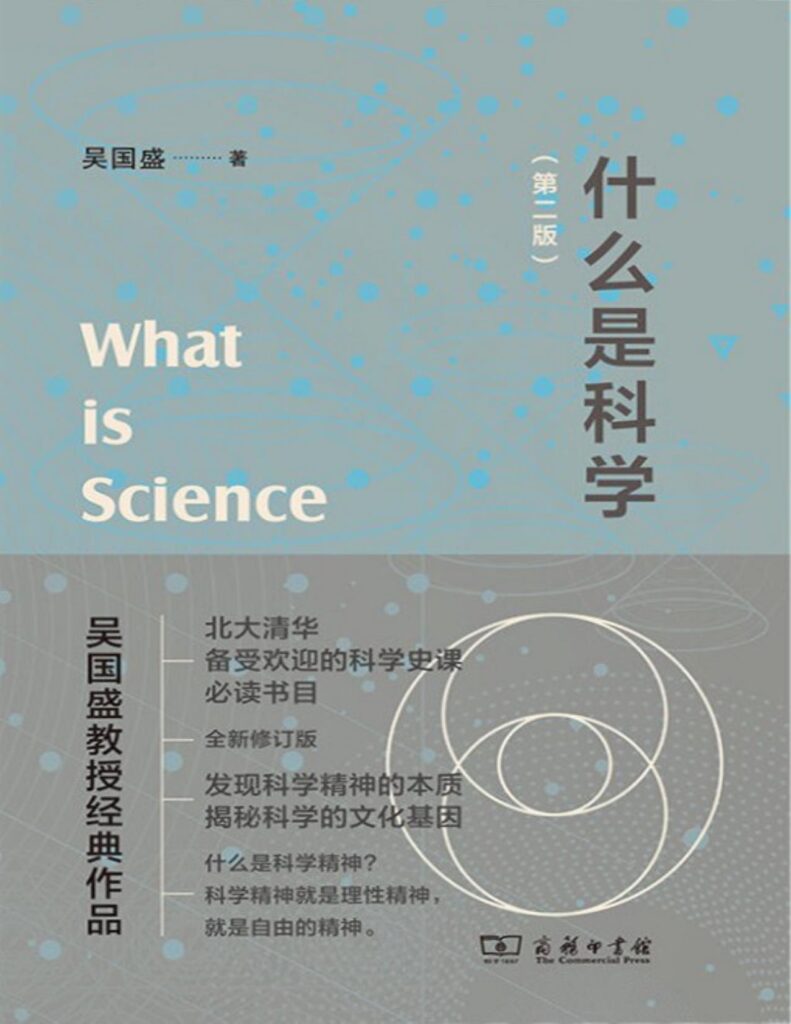 吴国盛 ……… 著
什么是科学
（第二版）
What
is
Science
吴国盛教授经典作品
北大清华
备受欢迎的科学史课
必读书目
全新修订版
发现科学精神的本质
揭秘科学的文化基因
什么是科学精神？
科学精神就是理性精神，
就是自由的精神。
商務印書館
The Commercial Press